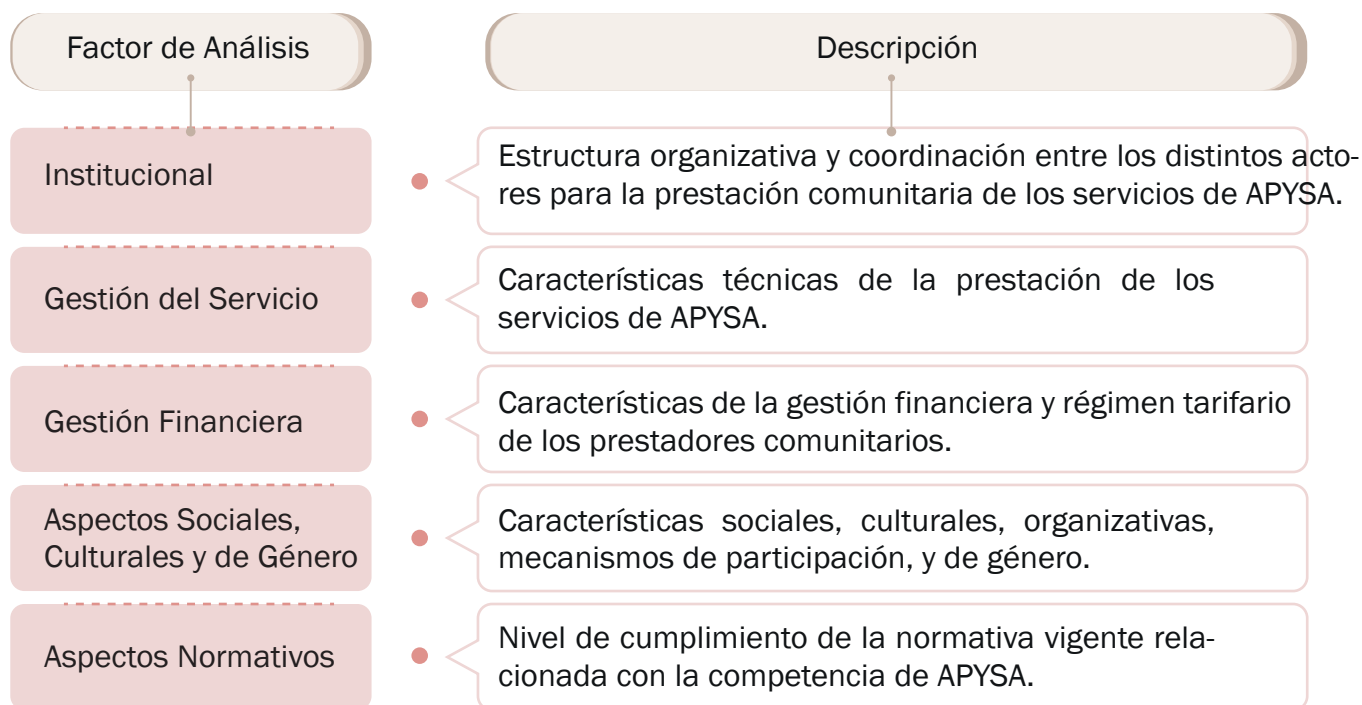 Factor de Análisis
Descripción
Institucional
Estructura organizativa y coordinación entre los distintos acto-
res para la prestación comunitaria de los servicios de APYSA.
Gestión del Servicio
Características técnicas de la prestación de los
servicios de APYSA.
Gestión Financiera
Características de la gestión financiera y régimen tarifario
de los prestadores comunitarios.
Aspectos Sociales,
Culturales y de Género
Características sociales, culturales, organizativas,
mecanismos de participación, y de género.
Aspectos Normativos
Nivel de cumplimiento de la normativa vigente rela-
cionada con la competencia de APYSA.